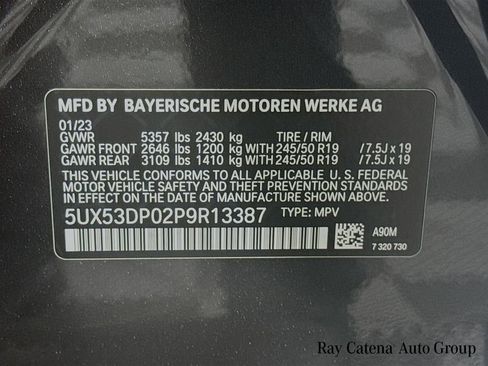 MFD BY BAYERISCHE MOTOREN WERKE AG
01/23
GVWR 5357 lbs 2430 kg TIRE / RIM
GAWR FRONT 2646 lbs 1200 kg WITH 245/50 R19 / 7.5J x 19
GAWR REAR 3109 lbs 1410 kg WITH 245/50 R19 / 7.5J x 19
THIS VEHICLE CONFORMS TO ALL APPLICABLE U.S. FEDERAL
MOTOR VEHICLE SAFETY, BUMPER, AND THEFT PREVENTION
STANDARDS IN EFFECT ON THE DATE OF MANUFACTURE SHOWN ABOVE.
5UX53DP02P9R13387 TYPE: MPV
A90M
7 320 730
Ray Catena Auto Group